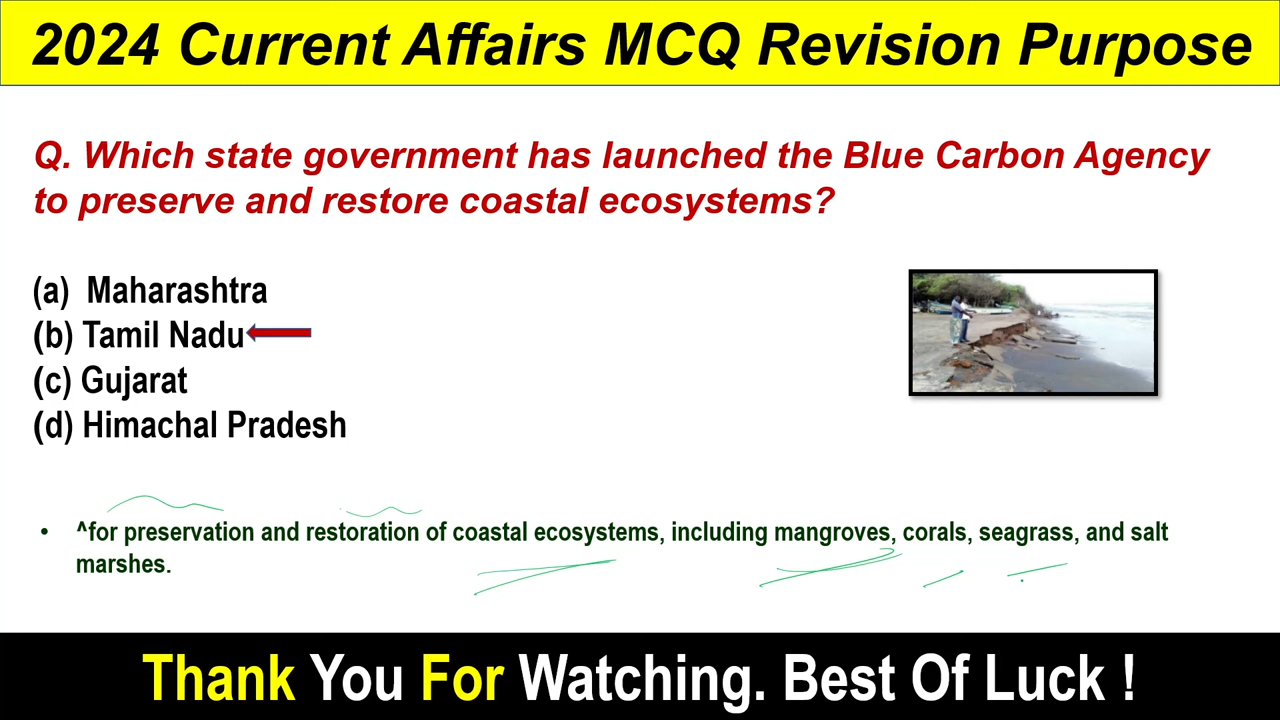 2024 Current Affairs MCQ Revision Purpose
Q. Which state government has launched the Blue Carbon Agency
to preserve and restore coastal ecosystems?
(a) Maharashtra
(b) Tamil Nadu
(c) Gujarat
(d) Himachal Pradesh
• ^for preservation and restoration of coastal ecosystems, including mangroves, corals, seagrass, and salt
marshes.
Thank You For Watching. Best Of Luck !